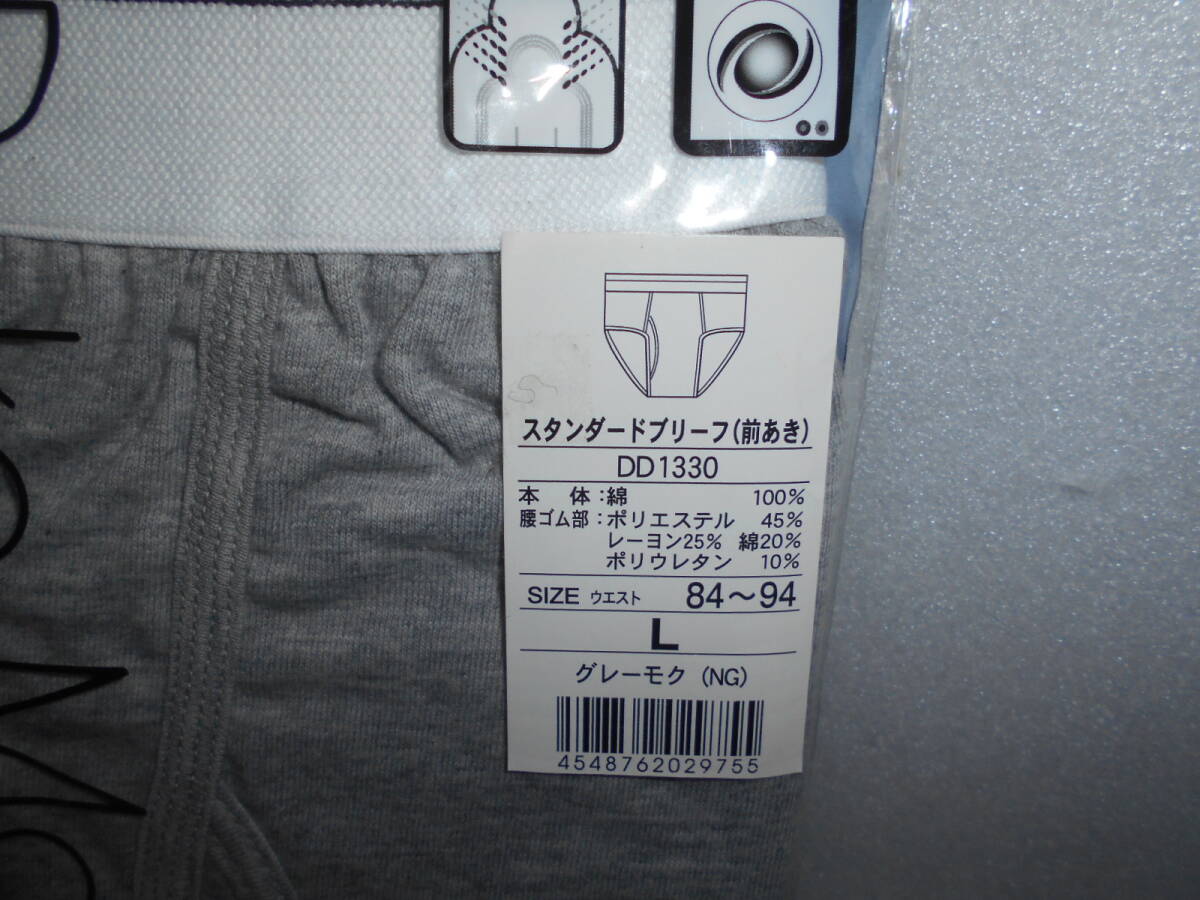 スタンダードブリーフ(前あき)
DD1330
本 体:綿 100%
腰ゴム部:ポリエステル 45%
レーヨン25% 綿20%
ポリウレタン 10%
SIZE ウエスト 84〜94
L
グレーモク (NG)
4548762029755